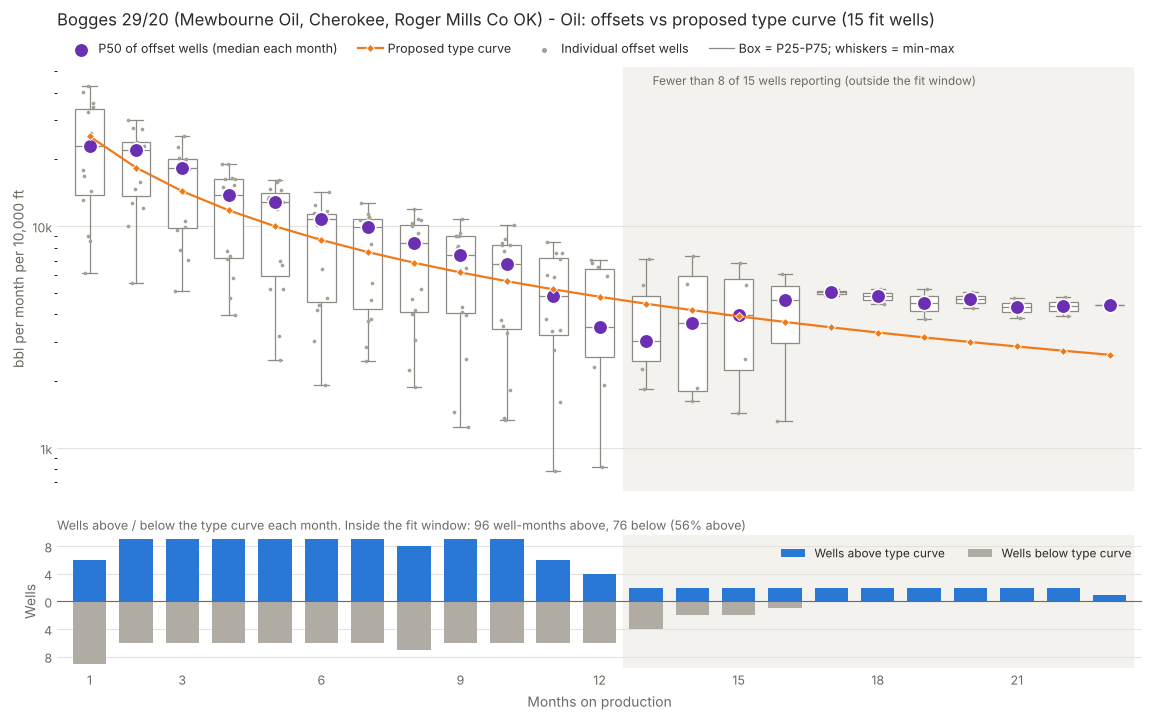 Bogges 29/20 (Mewbourne Oil, Cherokee, Roger Mills Co OK) - Oil: offsets vs proposed type curve (15 fit wells)
P50 of offset wells (median each month) Proposed type curve Individual offset wells Box = P25-P75; whiskers = min-max
Fewer than 8 of 15 wells reporting (outside the fit window)
bbl per month per 10,000 ft
10k
1k
Wells above / below the type curve each month. Inside the fit window: 96 well-months above, 76 below (56% above)
Wells above type curve Wells below type curve
Wells
8
4
0
4
8
1 3 6 9 12 15 18 21
Months on production